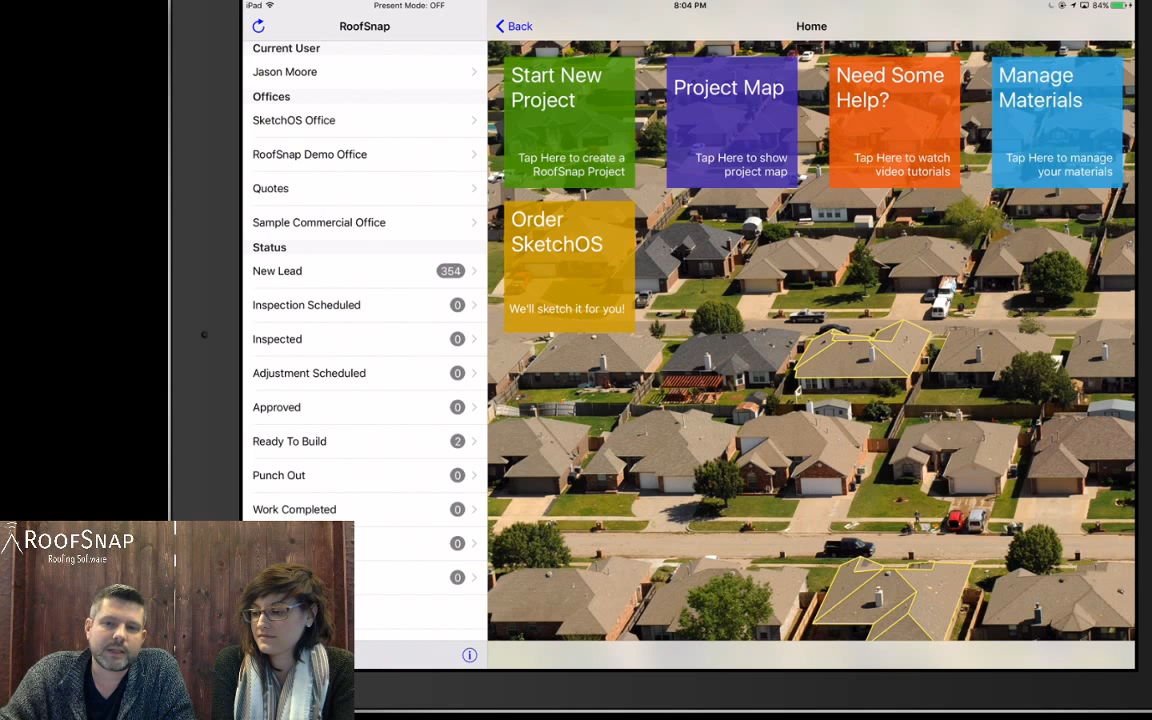 iPad
Present Mode: OFF
8:04 PM
84%
RoofSnap
Back
Home
Current User
Jason Moore
Offices
SketchOS Office
RoofSnap Demo Office
Quotes
Sample Commercial Office
Status
New Lead
354
Inspection Scheduled
0
Inspected
0
Adjustment Scheduled
0
Approved
0
Ready To Build
2
Punch Out
0
Work Completed
0
0
0
Start New
Project
Tap Here to create a
RoofSnap Project
Project Map
Tap Here to show
project map
Need Some
Help?
Tap Here to watch
video tutorials
Manage
Materials
Tap Here to manage
your materials
Order
SketchOS
We'll sketch it for you!
ROOFSNAP
Roofing Software